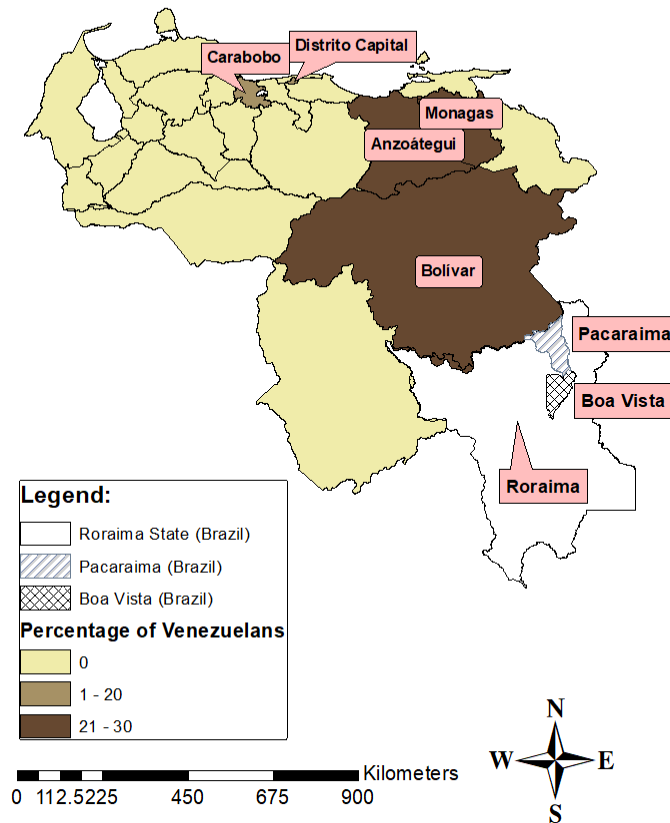 Distrito Capital
Carabobo
Monagas
Anzoátegui
Bolívar
Pacaraima
Boa Vista
Roraima
Legend:
Roraima State (Brazil)
Pacaraima (Brazil)
Boa Vista (Brazil)
Percentage of Venezuelans
0
1 - 20
21 - 30
N
W E
S
Kilometers
0 112.5225 450 675 900